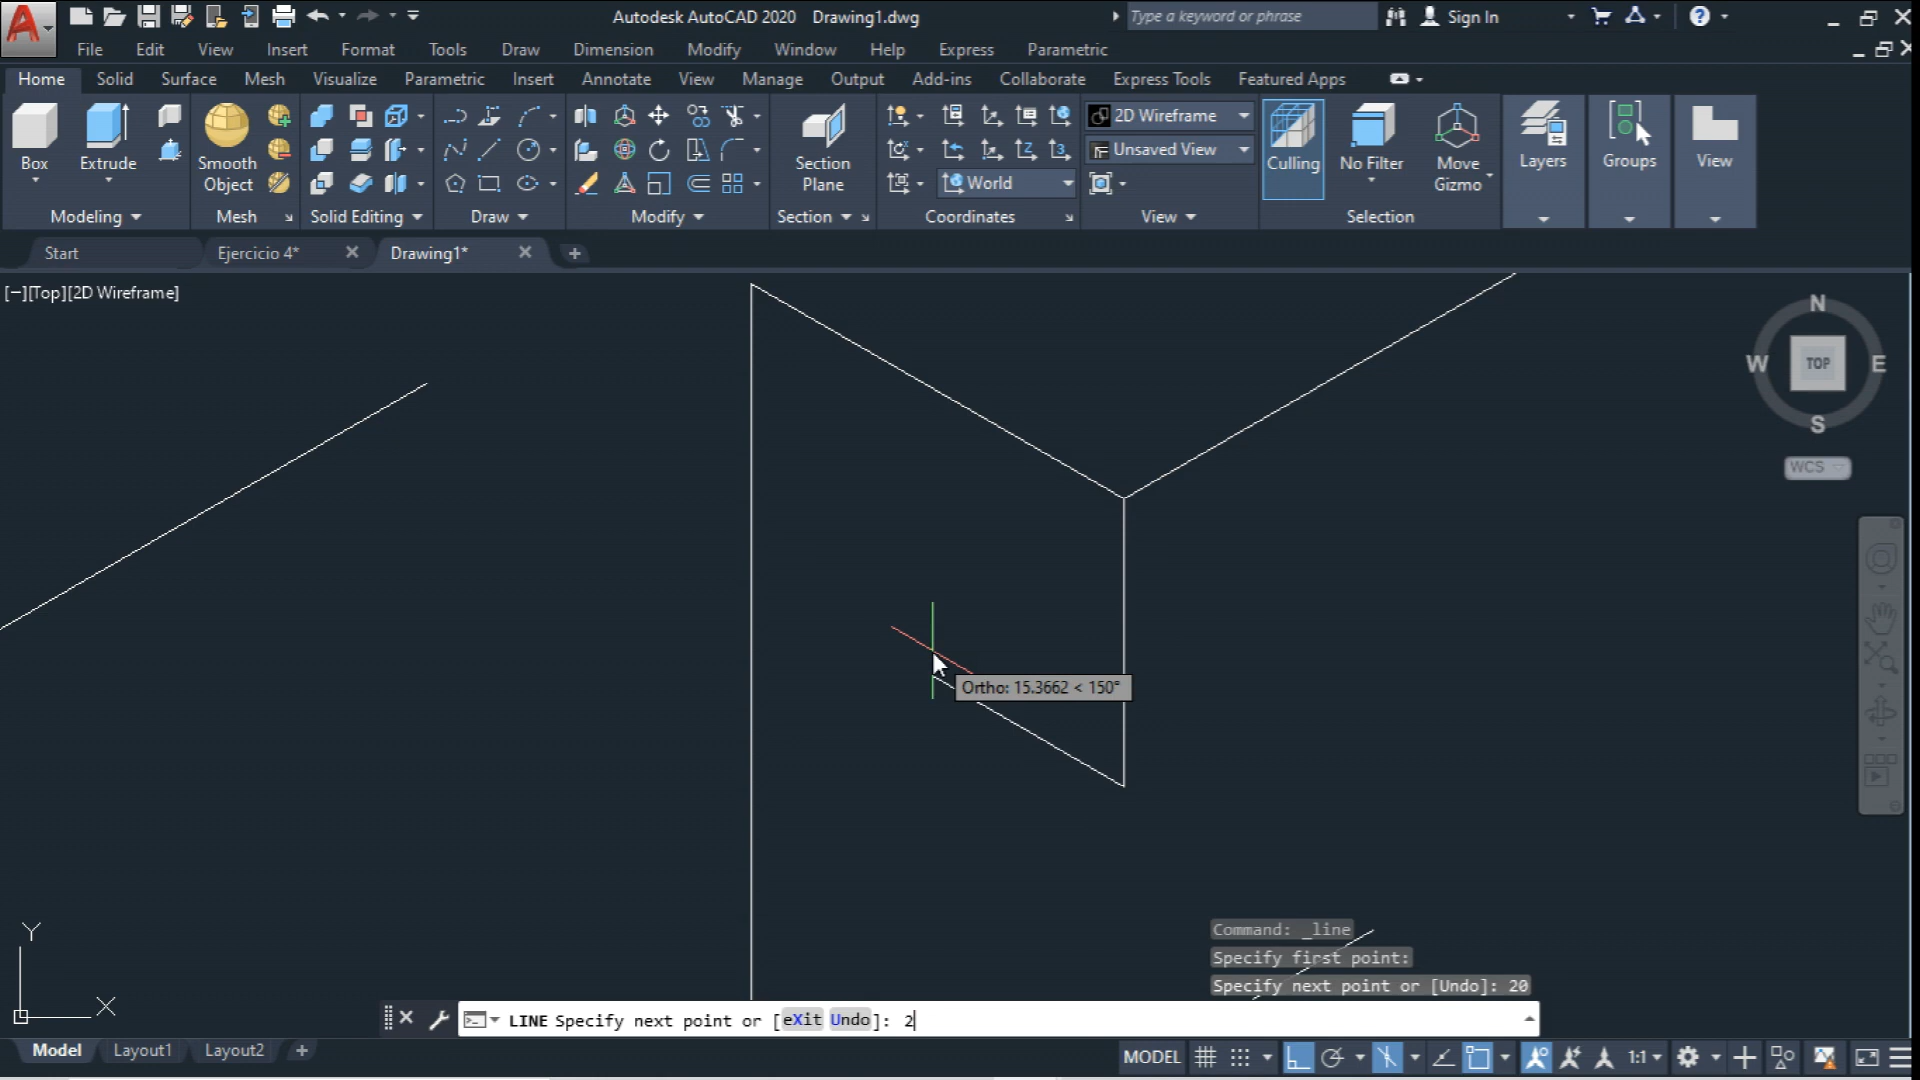 Autodesk AutoCAD 2020 Drawing1.dwg
Type a keyword or phrase
Sign In
File Edit View Insert Format Tools Draw Dimension Modify Window Help Express Parametric
Home Solid Surface Mesh Visualize Parametric Insert Annotate View Manage Output Add-ins Collaborate Express Tools Featured Apps
Box
Extrude
Smooth Object
Section Plane
2D Wireframe
Unsaved View
World
Culling
No Filter
Move Gizmo
Layers
Groups
View
Modeling Mesh Solid Editing Draw Modify Section Coordinates View Selection
Start Ejercicio 4* Drawing1*
[−][Top][2D Wireframe]
N
W TOP E
S
WCS
Ortho: 15.3662 < 150°
Y
X
Command: _line
Specify first point:
Specify next point or [Undo]: 20
LINE Specify next point or [eXit Undo]: 2
Model Layout1 Layout2 +
MODEL 1:1